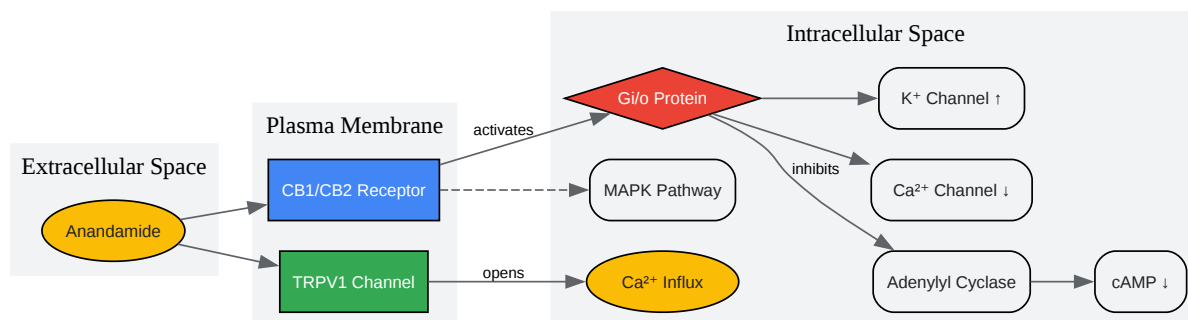 Extracellular Space
Anandamide
Plasma Membrane
CB1/CB2 Receptor
TRPV1 Channel
activates
opens
Intracellular Space
Gi/o Protein
MAPK Pathway
Ca²⁺ Influx
inhibits
K⁺ Channel ↑
Ca²⁺ Channel ↓
Adenylyl Cyclase
cAMP ↓